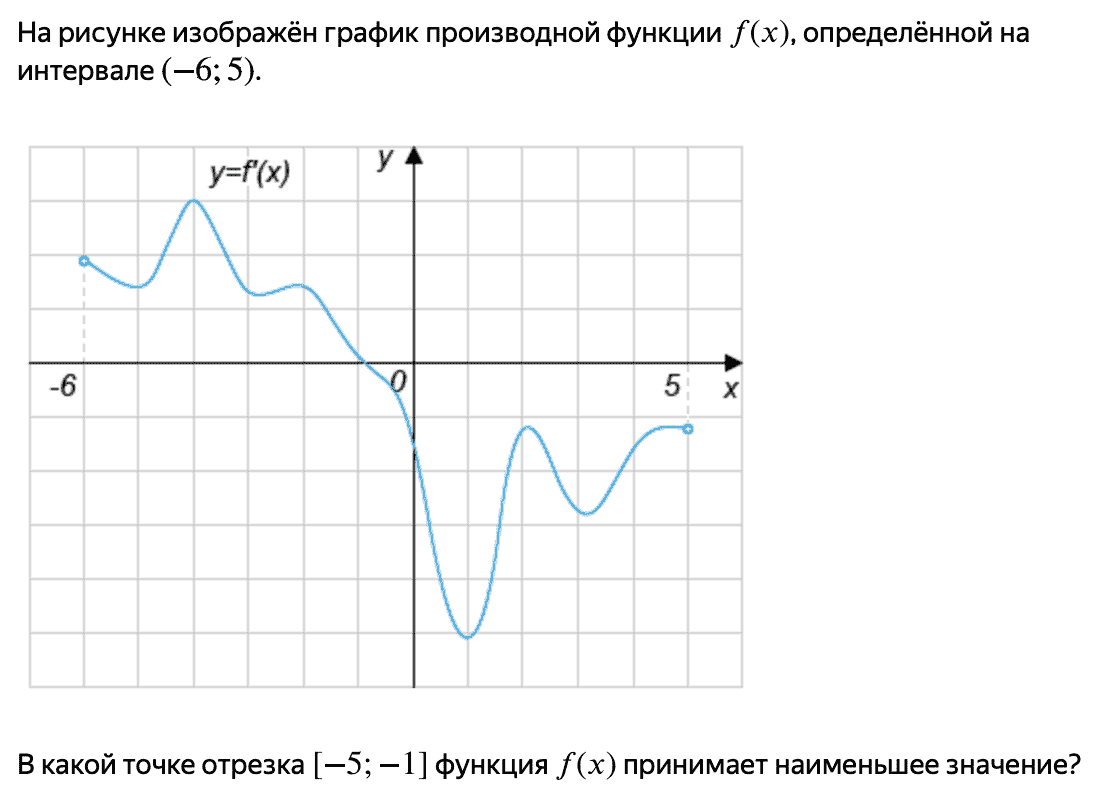 На рисунке изображён график производной функции f(x), определённой на
интервале (−6; 5).
y=f'(x)
y
-6
0
5
x
В какой точке отрезка [−5; −1] функция f(x) принимает наименьшее значение?